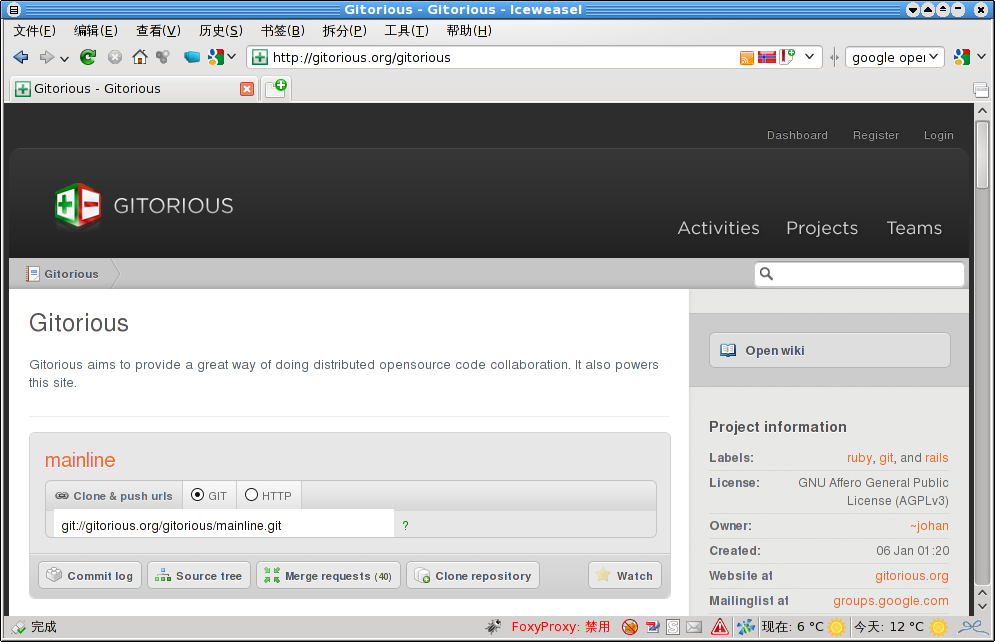 Gitorious - Gitorious - Iceweasel
文件(F) 编辑(E) 查看(V) 历史(S) 书签(B) 拆分(P) 工具(T) 帮助(H)
http://gitorious.org/gitorious google oper
Gitorious - Gitorious
Dashboard Register Login
GITORIOUS
Activities Projects Teams
Gitorious
Gitorious
Gitorious aims to provide a great way of doing distributed opensource code collaboration. It also powers
this site.
mainline
Clone & push urls GIT HTTP
git://gitorious.org/gitorious/mainline.git ?
Commit log Source tree Merge requests (40) Clone repository Watch
Open wiki
Project information
Labels: ruby, git, and rails
License: GNU Affero General Public
License (AGPLv3)
Owner: ~johan
Created: 06 Jan 01:20
Website at gitorious.org
Mailinglist at groups.google.com
完成 FoxyProxy: 禁用 现在: 6 °C 今天: 12 °C